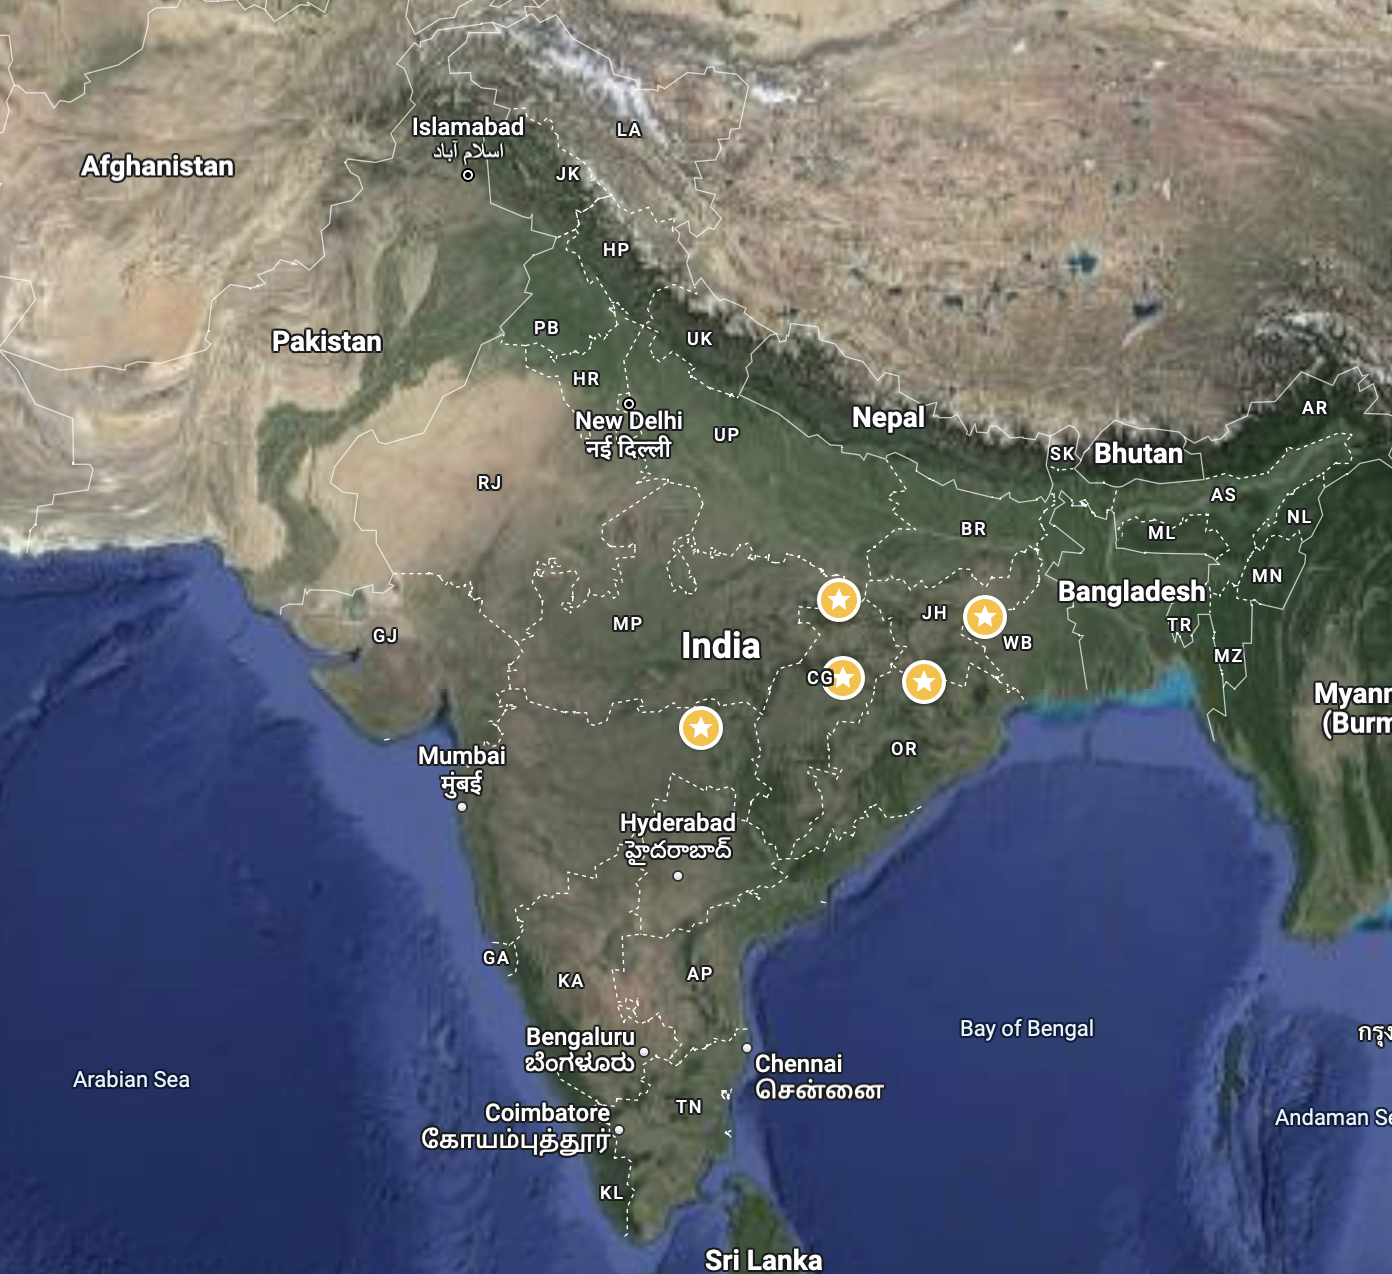 Islamabad
اسلام آباد
LA
Afghanistan
JK
HP
PB
UK
Pakistan
HR
New Delhi
नई दिल्ली
UP
Nepal
AR
SK
Bhutan
RJ
AS
NL
BR
ML
MN
Bangladesh
JH
TR
MP
India
GJ
WB
MZ
CG
Myanm
(Burm
OR
Mumbai
मुंबई
Hyderabad
హైదరాబాద్
GA
KA
AP
Bay of Bengal
กรุง
Bengaluru
ಬೆಂಗಳೂರು
Chennai
சென்னை
Arabian Sea
TN
Coimbatore
கோயம்புத்தூர்
Andaman Se
KL
Sri Lanka